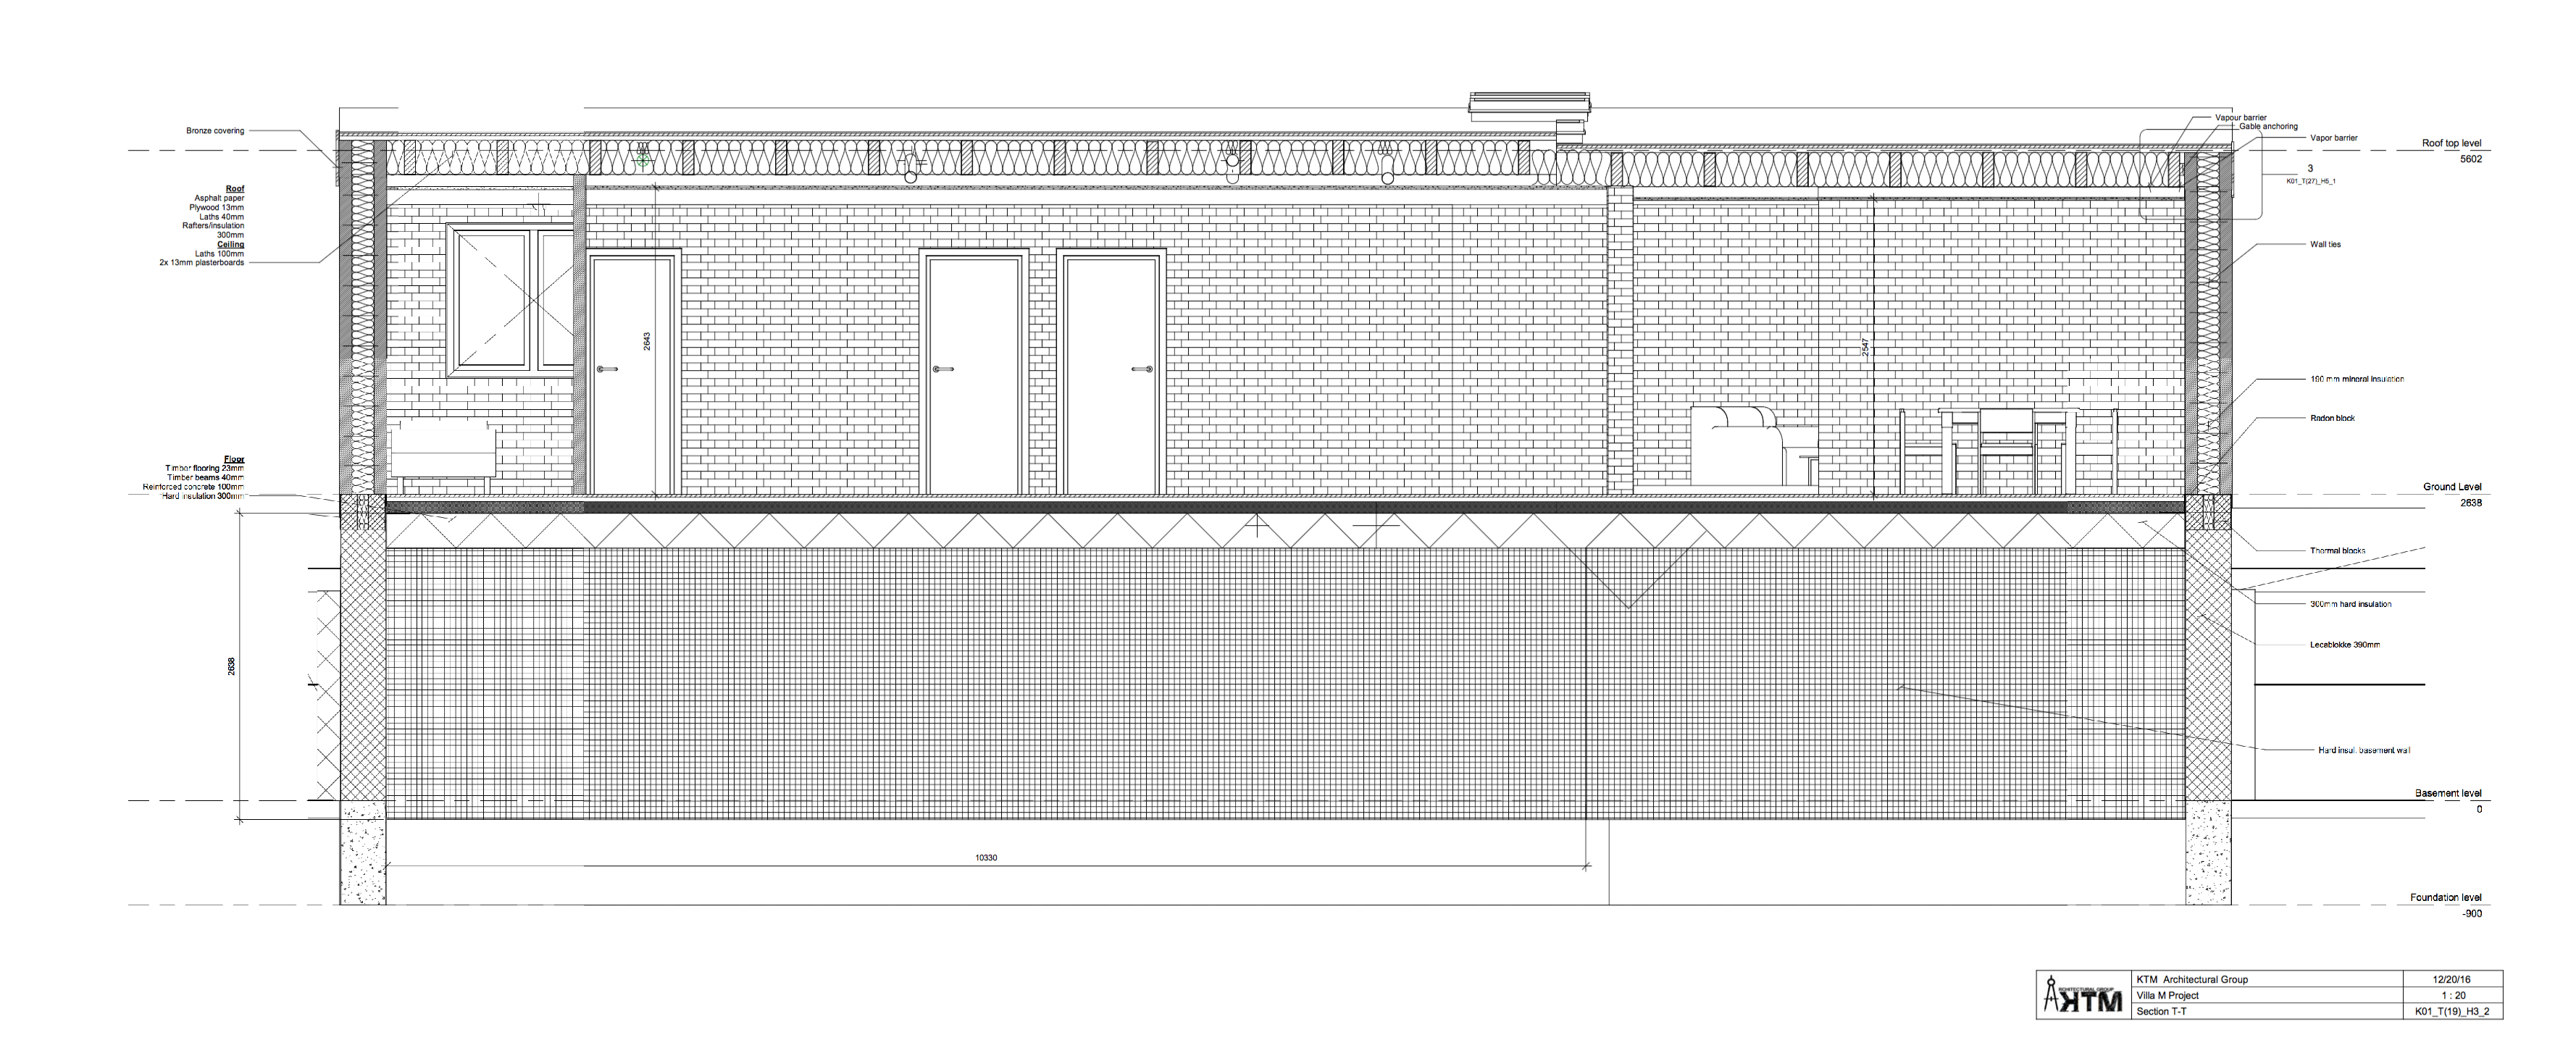 Bronze covering
Roof
Asphalt paper
Plywood 13mm
Laths 40mm
Rafters/insulation
300mm
Ceiling
Laths 100mm
2x 13mm plasterboards
Floor
Timber flooring 23mm
Timber beams 40mm
Reinforced concrete 100mm
Hard insulation 300mm
2638
2643
2547
10330
Vapour barrier
Gable anchoring
Vapor barrier
3
K01_T(27)_H5_1
Wall ties
190 mm mineral insulation
Radon block
Thermal blocks
300mm hard insulation
Lecablokke 390mm
Hard insul. basement wall
Roof top level
5602
Ground Level
2638
Basement level
0
Foundation level
-900
ARCHITECTURAL GROUP
KTM
KTM Architectural Group
12/20/16
Villa M Project
1 : 20
Section T-T
K01_T(19)_H3_2